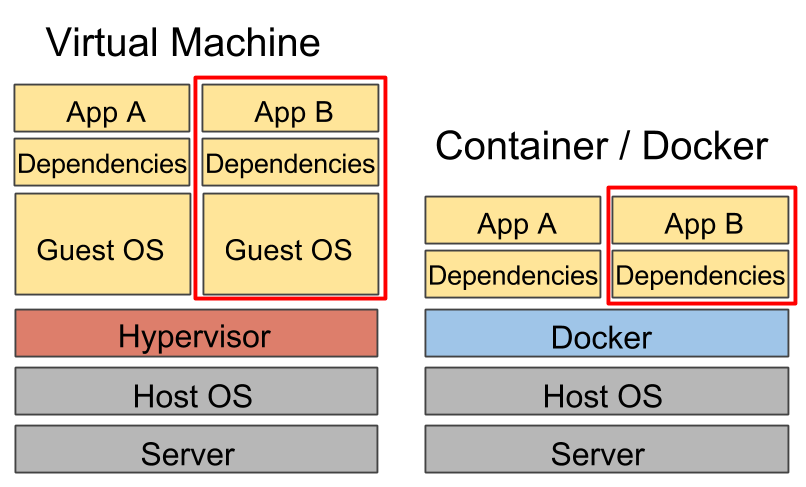 Virtual Machine
App A
App B
Dependencies
Dependencies
Guest OS
Guest OS
Hypervisor
Host OS
Server
Container / Docker
App A
App B
Dependencies
Dependencies
Docker
Host OS
Server